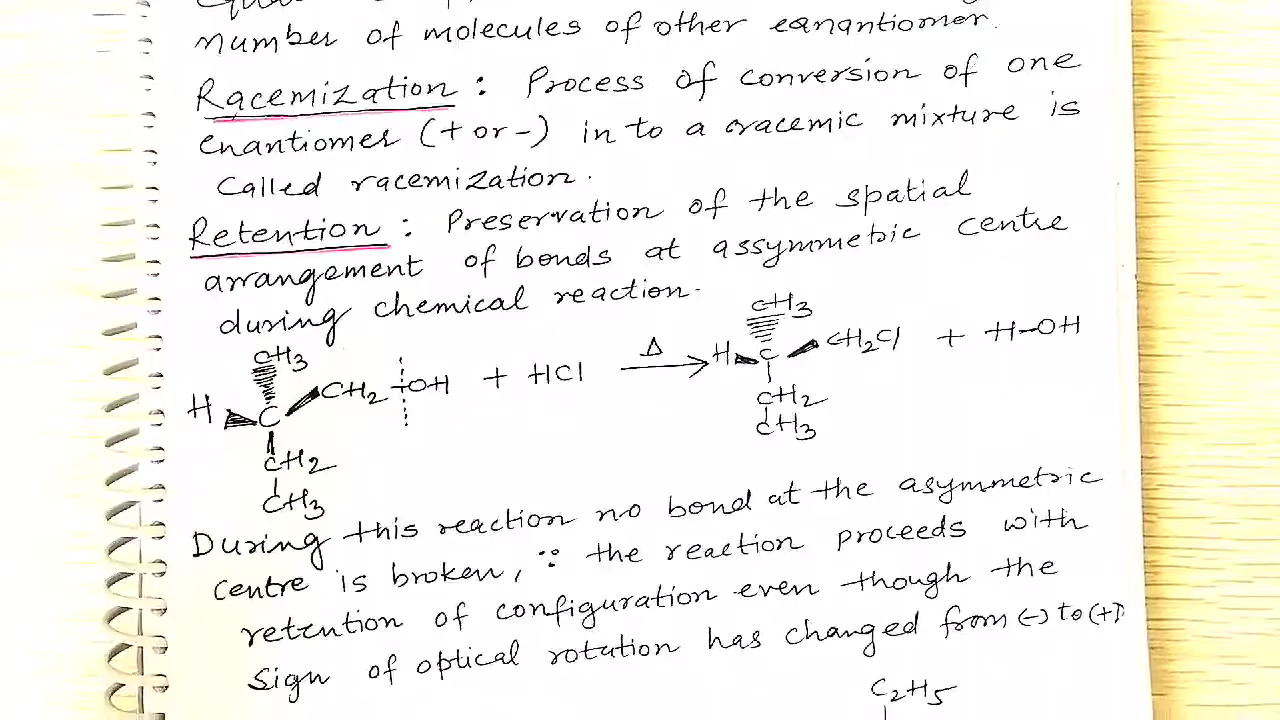 number of molecules of other eanantiomer.
Racemization : Process of conversion of one
enantiomer (+ or -) in to a racemic mixture is
called racemization.
Retention : Preservation of the spatial
arrangement of bonds at assymmetric centre
during chemical reaction.
CH3 CH3
H C CH2 OH + HCl Δ H C CH2Cl + H-OH
CH2 CH2
CH3 CH3
During this reaction no bond at the asymmetric
centre is broken, ∵ the reaction proceeds with
retention of configuration even though the
sign of optical rotation has changed from (-) to (+)
C2H5